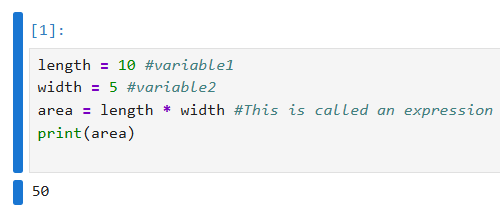 [1]:
length = 10 #variable1
width = 5 #variable2
area = length * width #This is called an expression
print(area)
50